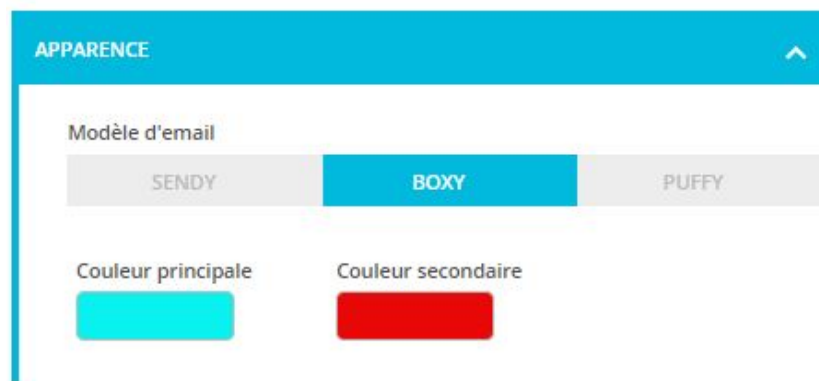 APPARENCE
Modèle d'email
SENDY BOXY PUFFY
Couleur principale Couleur secondaire